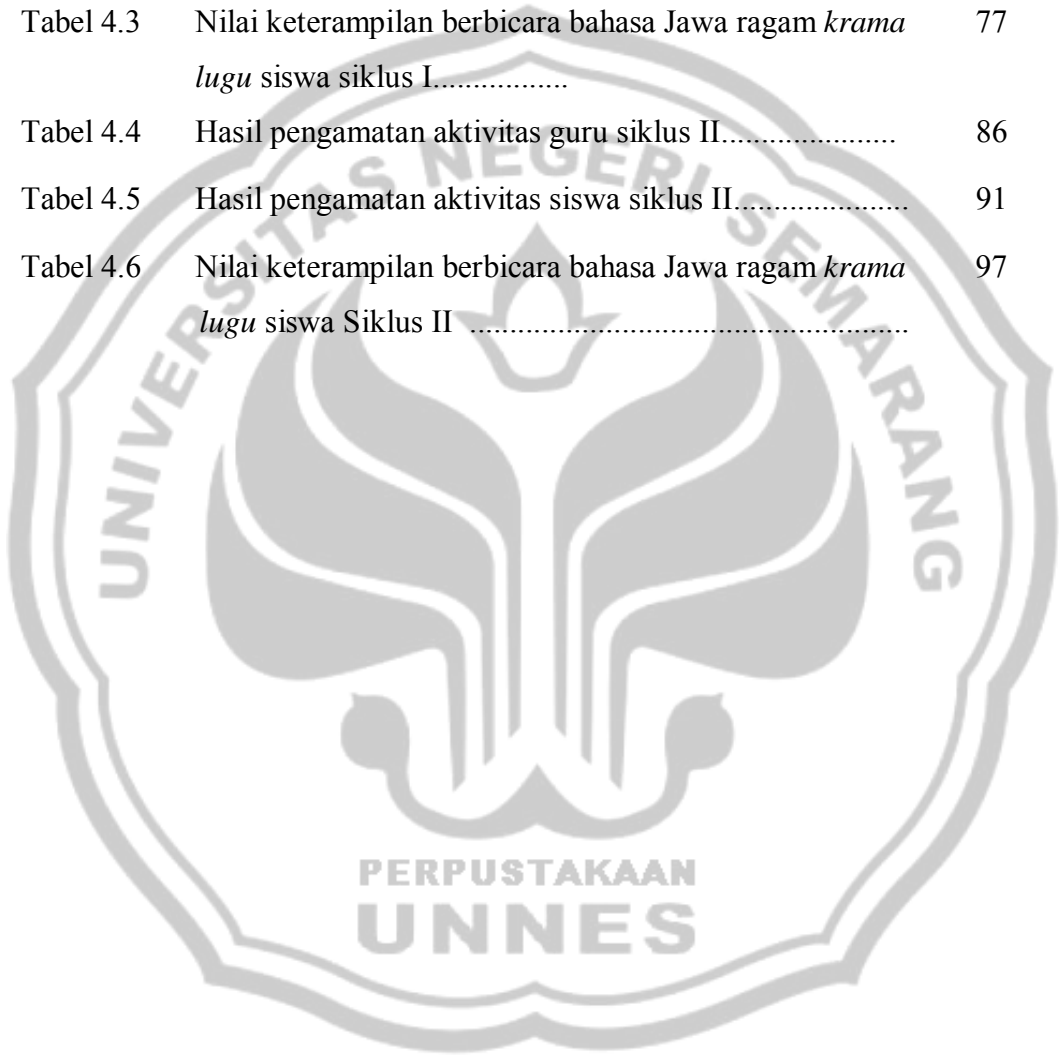 Tabel 4.3 Nilai keterampilan berbicara bahasa Jawa ragam krama 77
lugu siswa siklus I.................
Tabel 4.4 Hasil pengamatan aktivitas guru siklus II..................... 86
Tabel 4.5 Hasil pengamatan aktivitas siswa siklus II..................... 91
Tabel 4.6 Nilai keterampilan berbicara bahasa Jawa ragam krama 97
lugu siswa Siklus II ....................................................
UNIVERSITAS NEGERI SEMARANG
PERPUSTAKAAN
UNNES